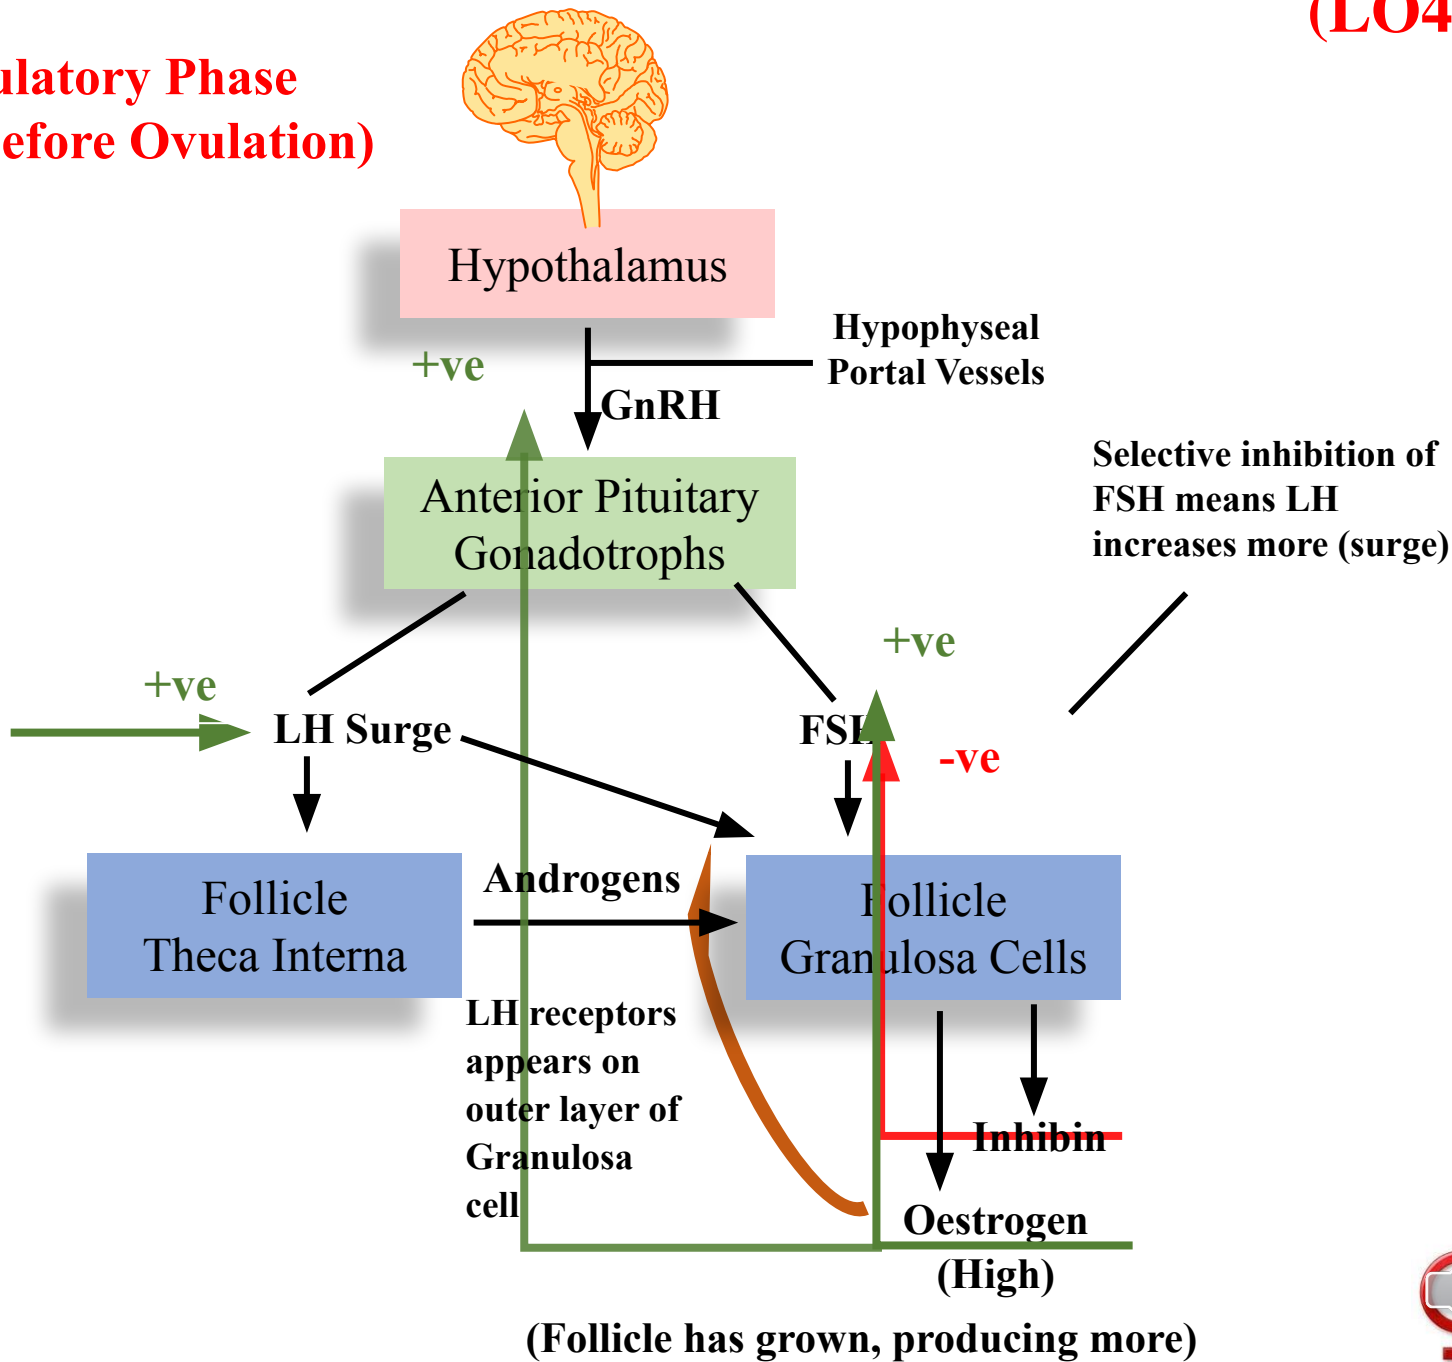 (LO4
ulatory Phase
efore Ovulation)
Hypothalamus
Hypophyseal
Portal Vessels
+ve
GnRH
Anterior Pituitary
Gonadotrophs
Selective inhibition of
FSH means LH
increases more (surge)
+ve
+ve
LH Surge
FSH
-ve
Androgens
Follicle
Theca Interna
Follicle
Granulosa Cells
LH receptors
appears on
outer layer of
Granulosa
cell
Inhibin
Oestrogen
(High)
(Follicle has grown, producing more)